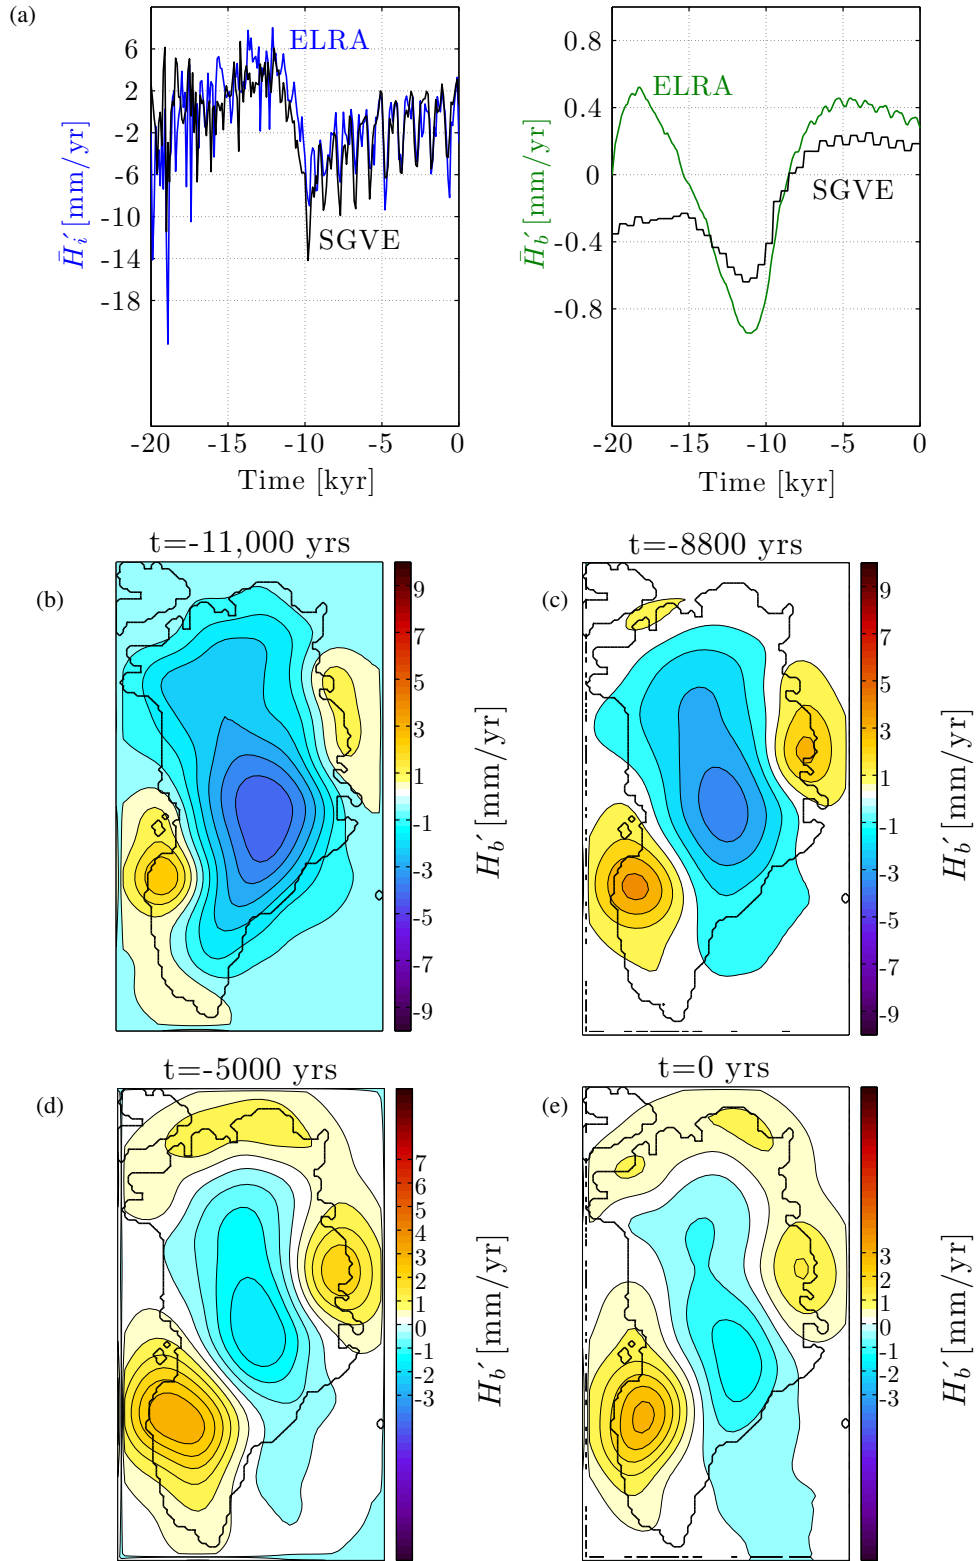 (a)
6
2
-2
-6
-10
-14
-18
H̄i′ [mm/yr]
ELRA
SGVE
-20 -15 -10 -5 0
Time [kyr]
0.8
0.4
0
-0.4
-0.8
H̄b′ [mm/yr]
ELRA
SGVE
-20 -15 -10 -5 0
Time [kyr]
t=-11,000 yrs
(b)
9
7
5
3
1
-1
-3
-5
-7
-9
Hb′ [mm/yr]
t=-8800 yrs
(c)
9
7
5
3
1
-1
-3
-5
-7
-9
Hb′ [mm/yr]
t=-5000 yrs
(d)
7
6
5
4
3
2
1
0
-1
-2
-3
Hb′ [mm/yr]
t=0 yrs
(e)
3
2
1
0
-1
-2
-3
Hb′ [mm/yr]